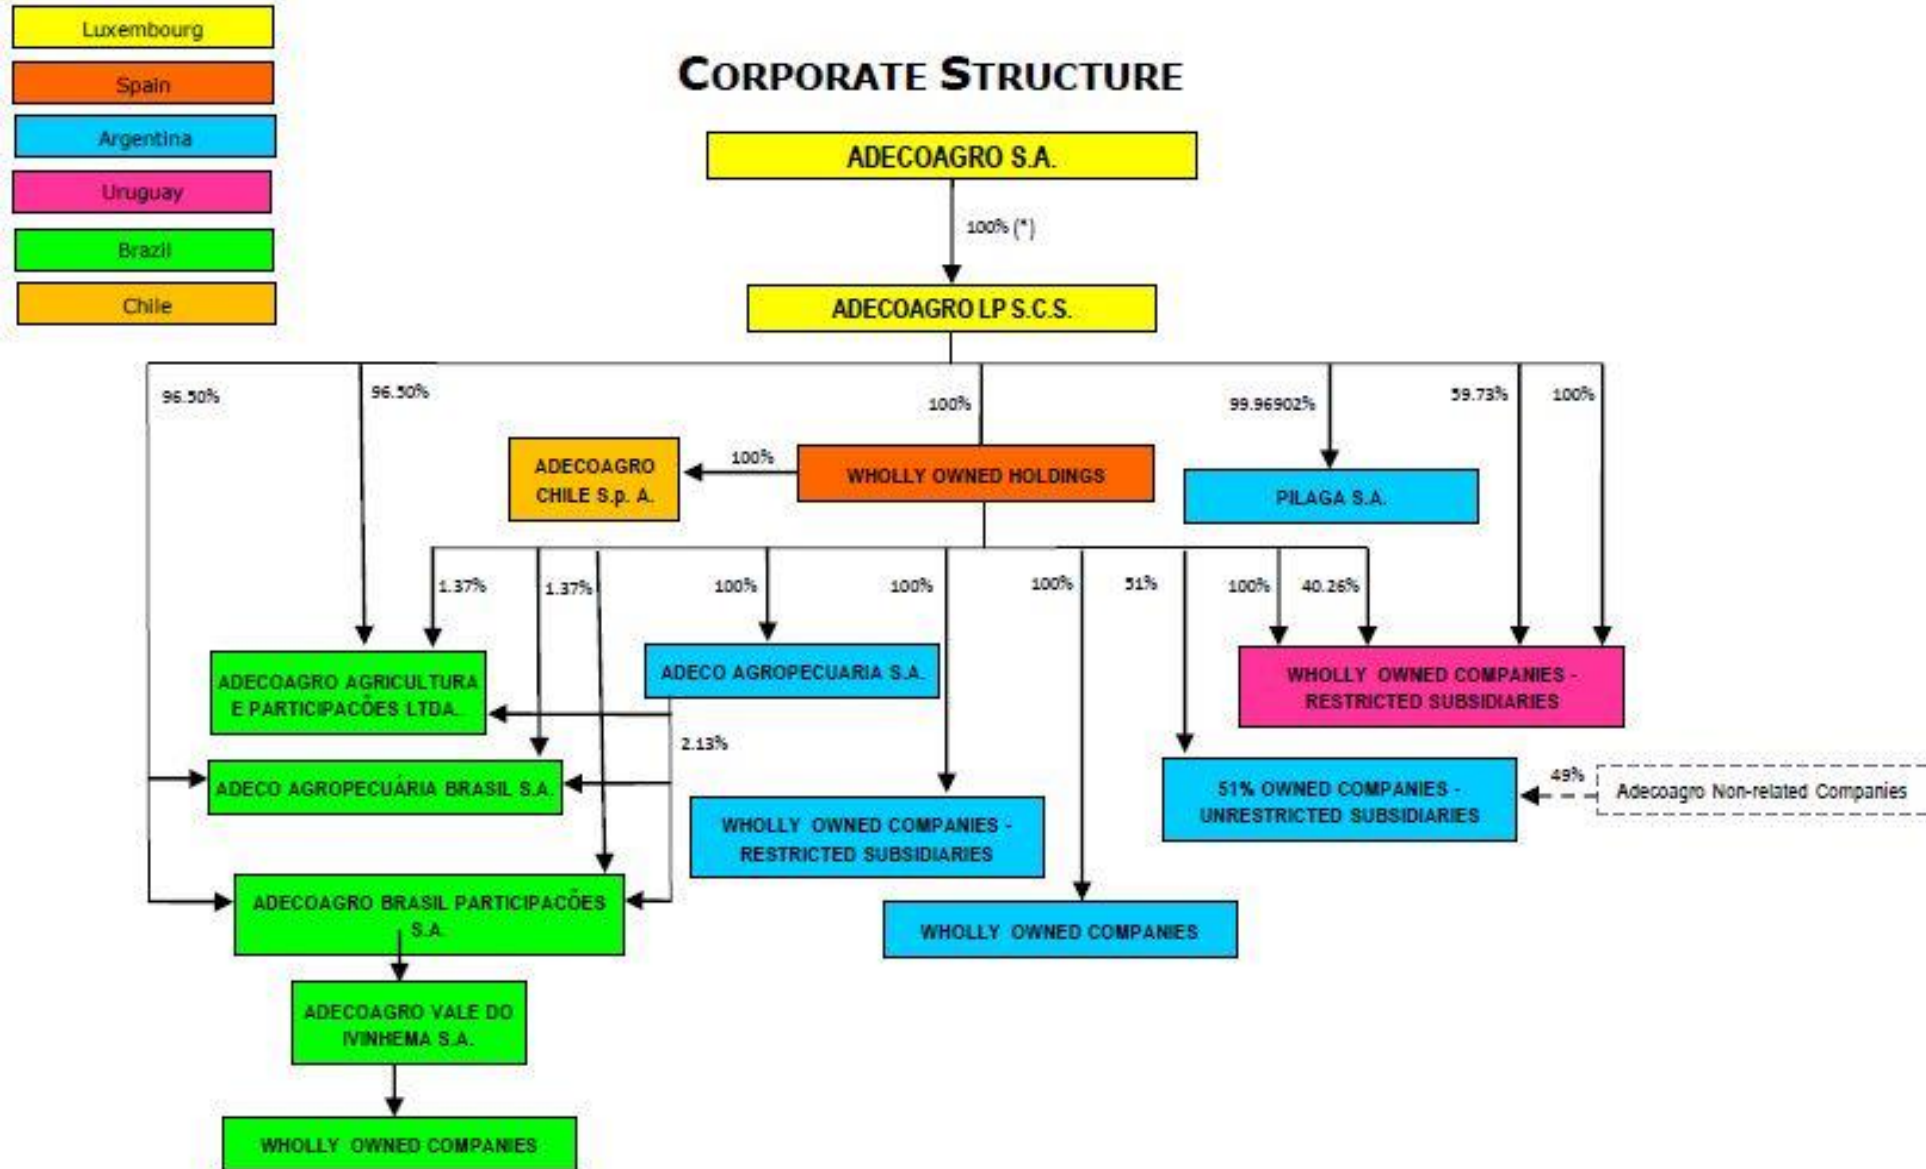 Luxembourg
Spain
Argentina
Uruguay
Brazil
Chile
CORPORATE STRUCTURE
ADECOAGRO S.A.
100% (*)
ADECOAGRO LP S.C.S.
96.50%
96.50%
100%
99.96902%
59.73%
100%
ADECOAGRO
CHILE S.p. A.
100%
WHOLLY OWNED HOLDINGS
PILAGA S.A.
1.37%
1.37%
100%
100%
100%
51%
100%
40.26%
ADECOAGRO AGRICULTURA
E PARTICIPACÕES LTDA.
ADECO AGROPECUARIA S.A.
WHOLLY OWNED COMPANIES -
RESTRICTED SUBSIDIARIES
2.13%
ADECO AGROPECUÁRIA BRASIL S.A.
WHOLLY OWNED COMPANIES -
RESTRICTED SUBSIDIARIES
51% OWNED COMPANIES -
UNRESTRICTED SUBSIDIARIES
49%
Adecoagro Non-related Companies
ADECOAGRO BRASIL PARTICIPACÕES
S.A.
WHOLLY OWNED COMPANIES
ADECOAGRO VALE DO
IVINHEMA S.A.
WHOLLY OWNED COMPANIES